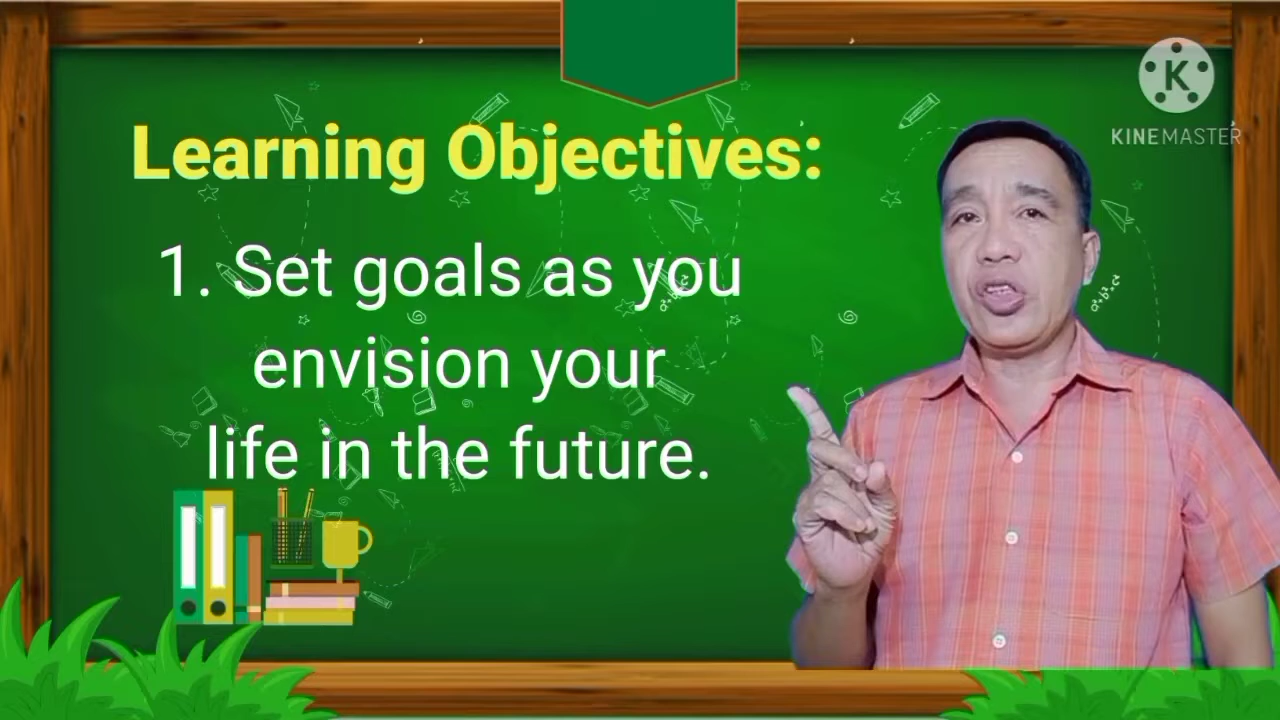 Learning Objectives:
1. Set goals as you
envision your
life in the future.
K
KINEMASTER